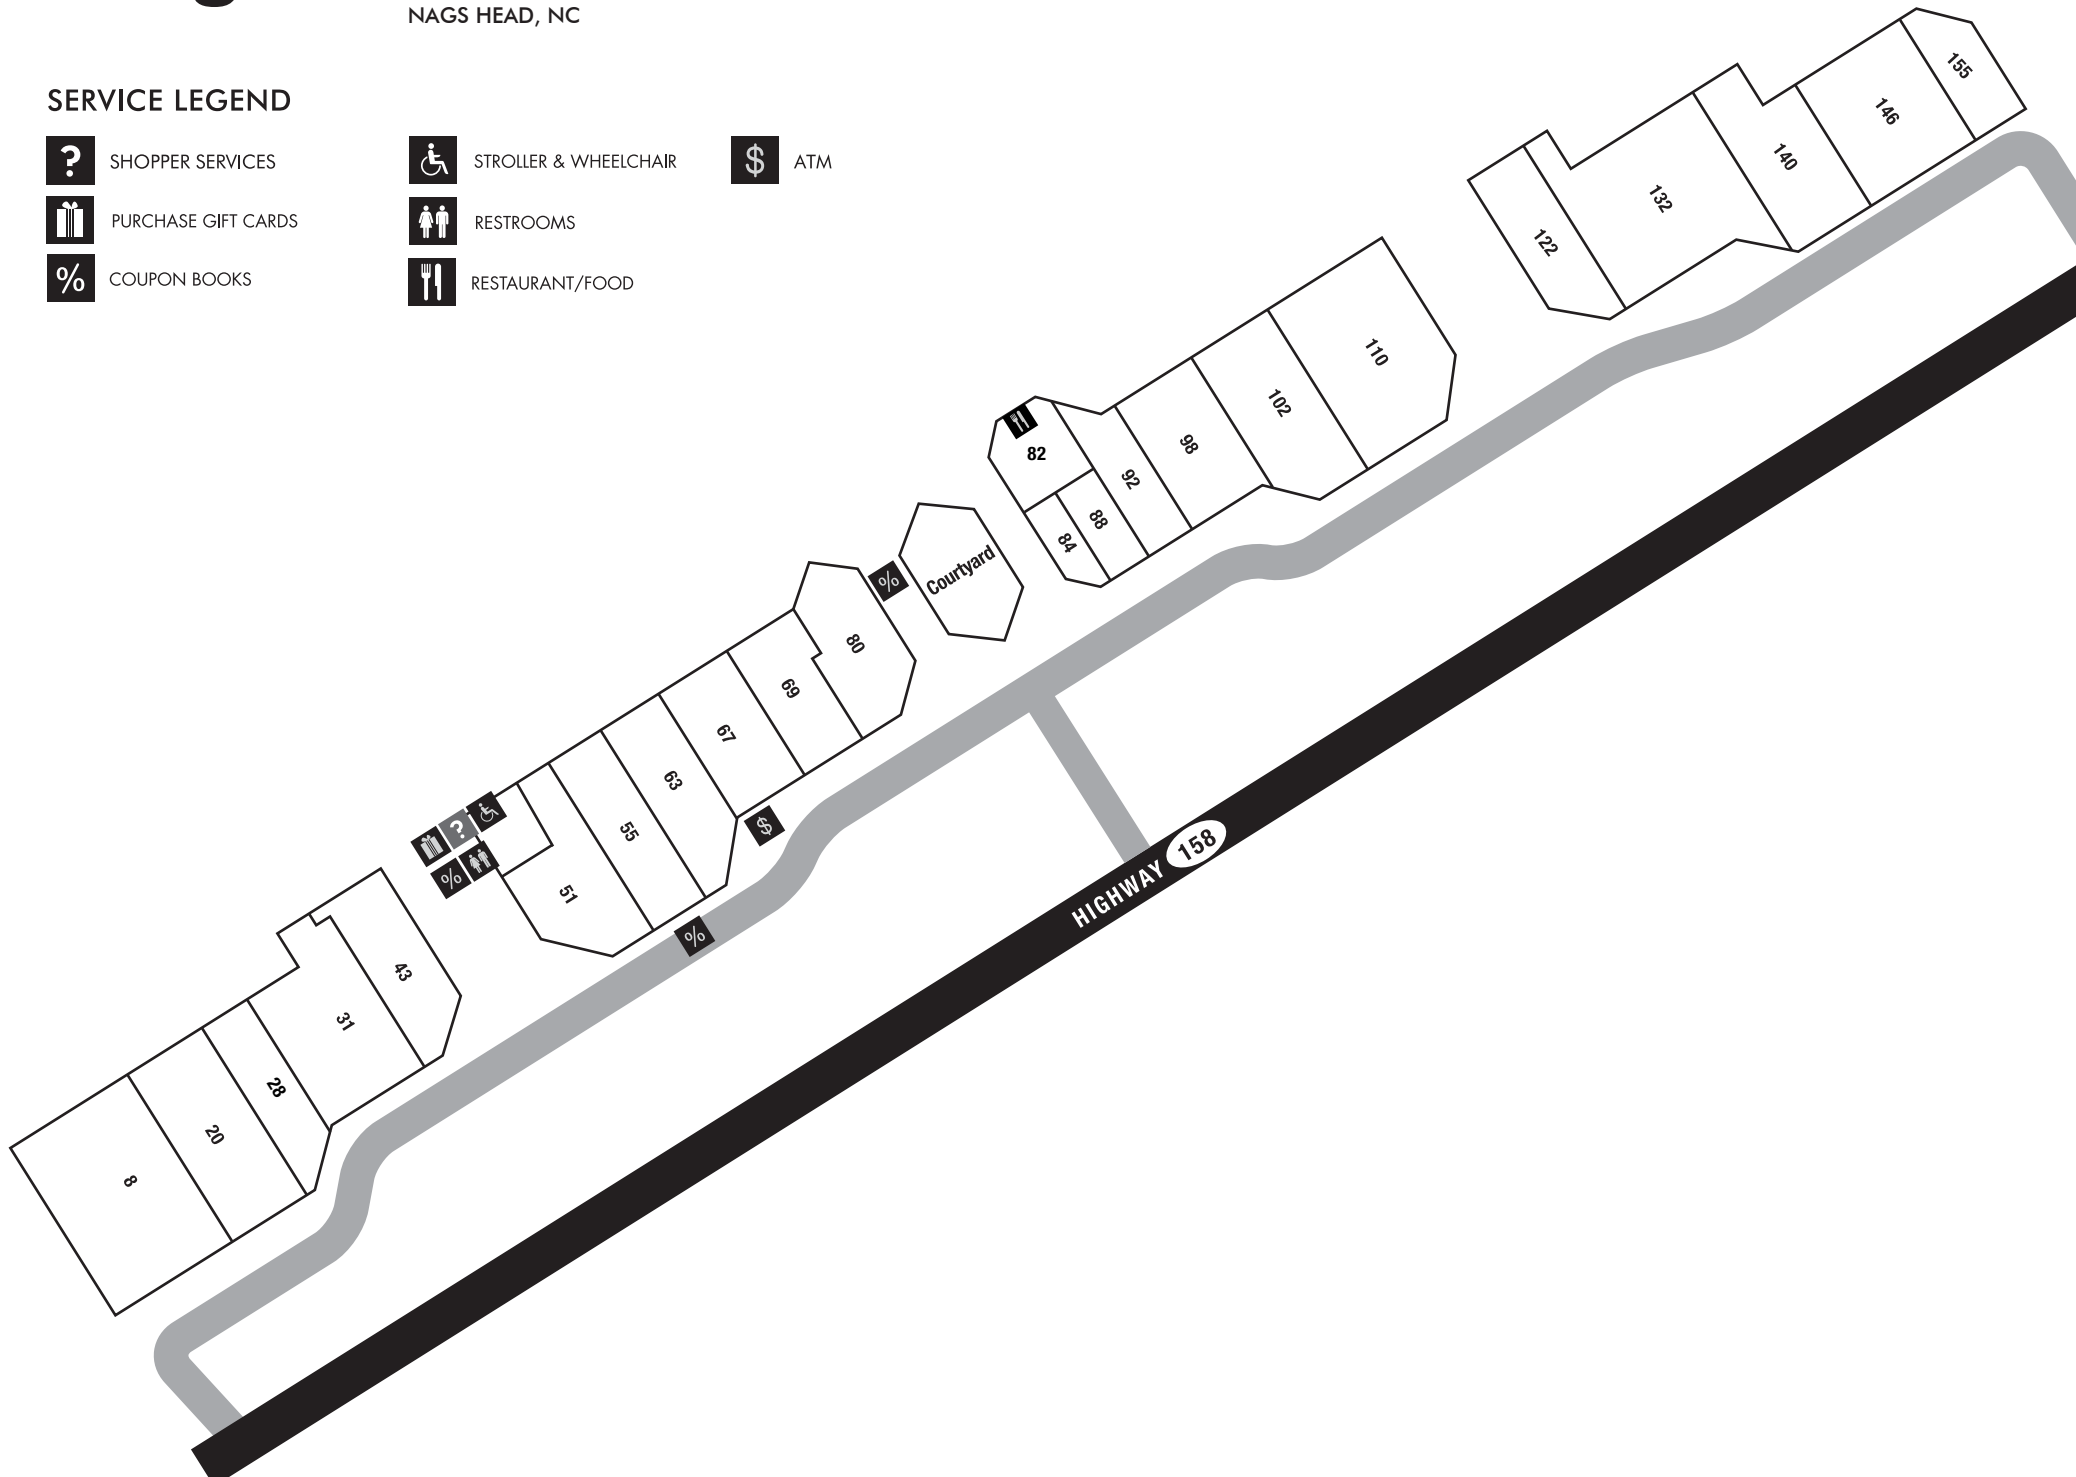 NAGS HEAD, NC
SERVICE LEGEND
? SHOPPER SERVICES
PURCHASE GIFT CARDS
% COUPON BOOKS
STROLLER & WHEELCHAIR
RESTROOMS
RESTAURANT/FOOD
$ ATM
155
146
140
132
122
110
102
98
92
82
88
84
Courtyard
%
80
69
67
63
55
51
$
?
%
%
43
31
28
20
8
HIGHWAY 158